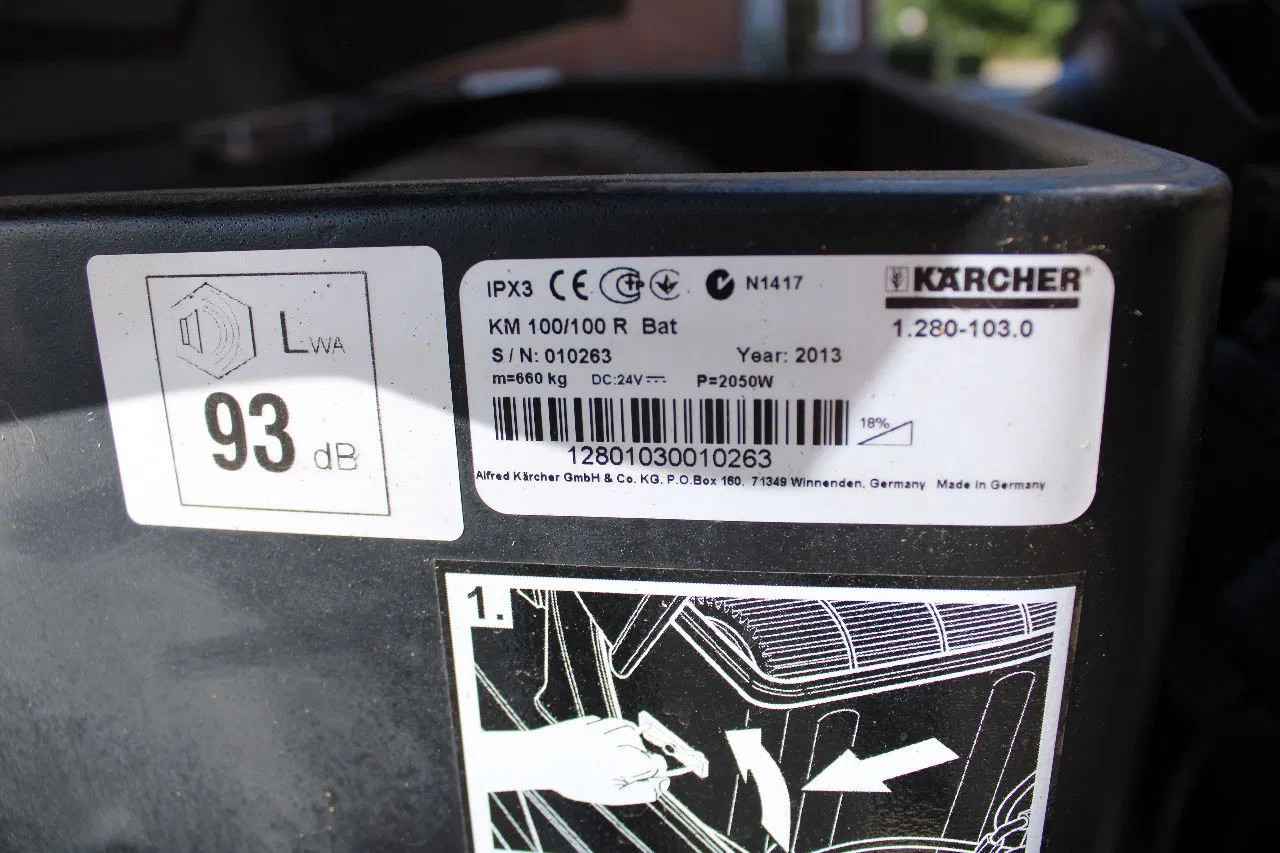 LWA
93 dB
IPX3 CE N1417
KÄRCHER
KM 100/100 R Bat
1.280-103.0
S / N: 010263 Year: 2013
m=660 kg DC:24V P=2050W
18%
12801030010263
Alfred Kärcher GmbH & Co. KG, P.O.Box 160, 71349 Winnenden, Germany Made in Germany
1.